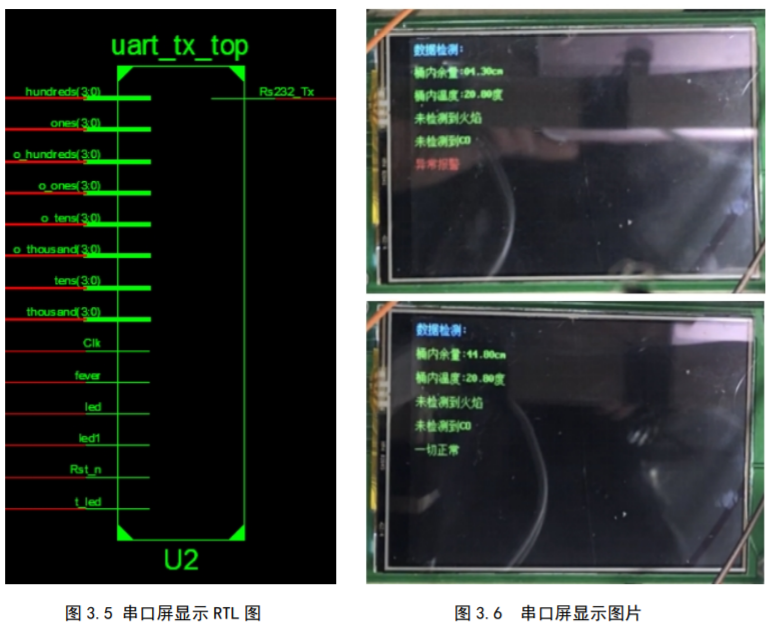 uart_tx_top
hundreds(3:0)
Rs232_Tx
ones(3:0)
o_hundreds(3:0)
o_ones(3:0)
o_tens(3:0)
o_thousand(3:0)
tens(3:0)
thousand(3:0)
Clk
fever
led
led1
Rst_n
t_led
U2
数据检测:
桶内余量:04.30cm
桶内温度:20.00度
未检测到火焰
未检测到CO
异常报警
数据检测:
桶内余量:44.80cm
桶内温度:20.00度
未检测到火焰
未检测到CO
一切正常
图 3.5 串口屏显示 RTL 图
图 3.6 串口屏显示图片